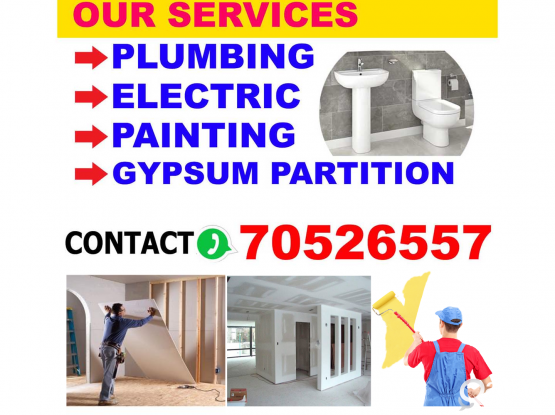 OUR SERVICES
PLUMBING
ELECTRIC
PAINTING
GYPSUM PARTITION
CONTACT 70526557